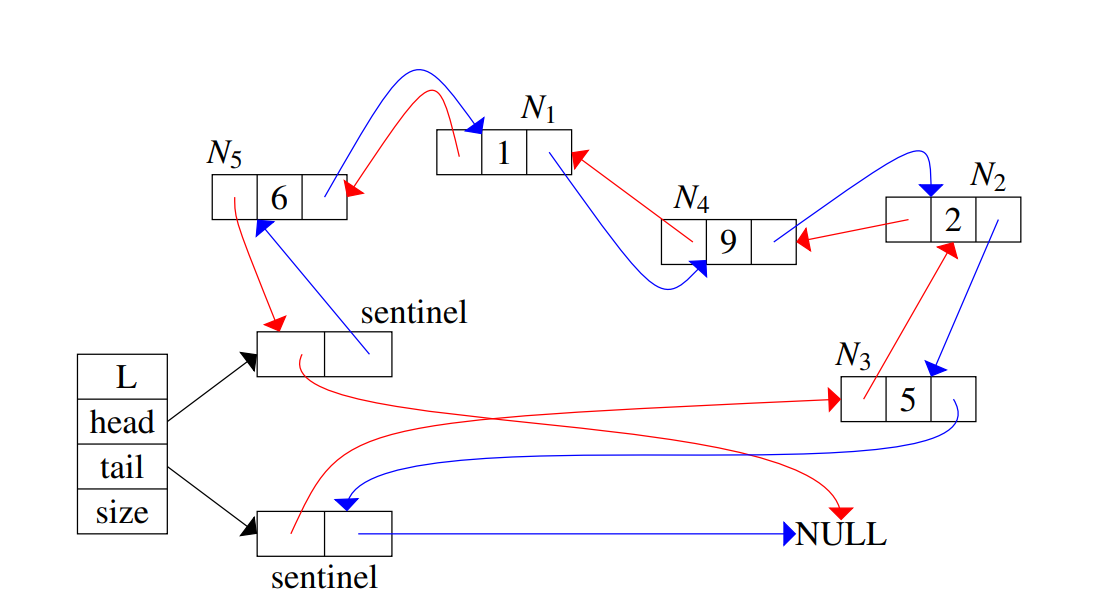 N₁
N₅
1
6
N₂
N₄
2
9
sentinel
N₃
L
5
head
tail
size
NULL
sentinel